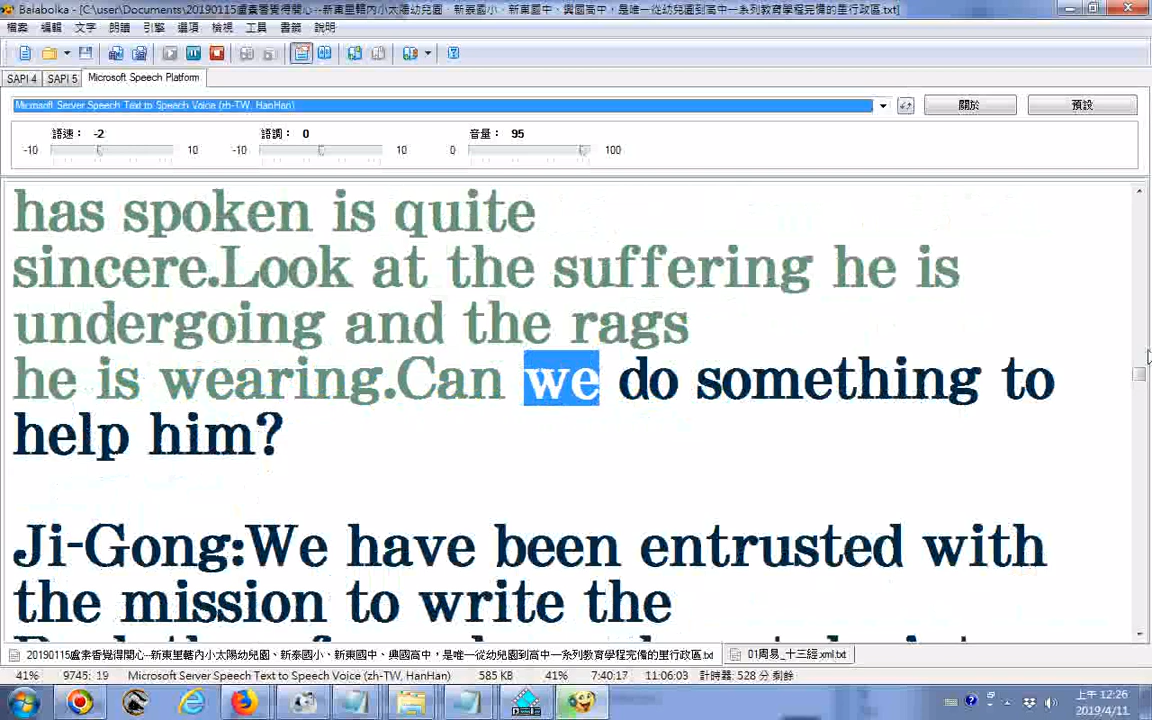 Balabolka - [C:\user\Documents\20190115盧素香覺得開心--新東里轄內小太陽幼兒園、新泰國小、新東國中、興國高中，是唯一從幼兒園到高中一系列教育學程完備的里行政區.txt]
檔案 編輯 文字 朗讀 引擎 選項 檢視 工具 書籤 說明
SAPI 4 SAPI 5 Microsoft Speech Platform
Microsoft Server Speech Text to Speech Voice (zh-TW, HanHan) 關於 預設
語速： -2 語調： 0 音量： 95
-10 10 -10 10 0 100
has spoken is quite
sincere.Look at the suffering he is
undergoing and the rags
he is wearing.Can we do something to
help him?
Ji-Gong:We have been entrusted with
the mission to write the
20190115盧素香覺得開心--新東里轄內小太陽幼兒園、新泰國小、新東國中、興國高中，是唯一從幼兒園到高中一系列教育學程完備的里行政區.txt 01周易_十三經.xml.txt
41% 9745: 19 Microsoft Server Speech Text to Speech Voice (zh-TW, HanHan) 585 KB 41% 7:40:17 11:06:03 計時器: 528 分 剩餘
上午 12:26
2019/4/11